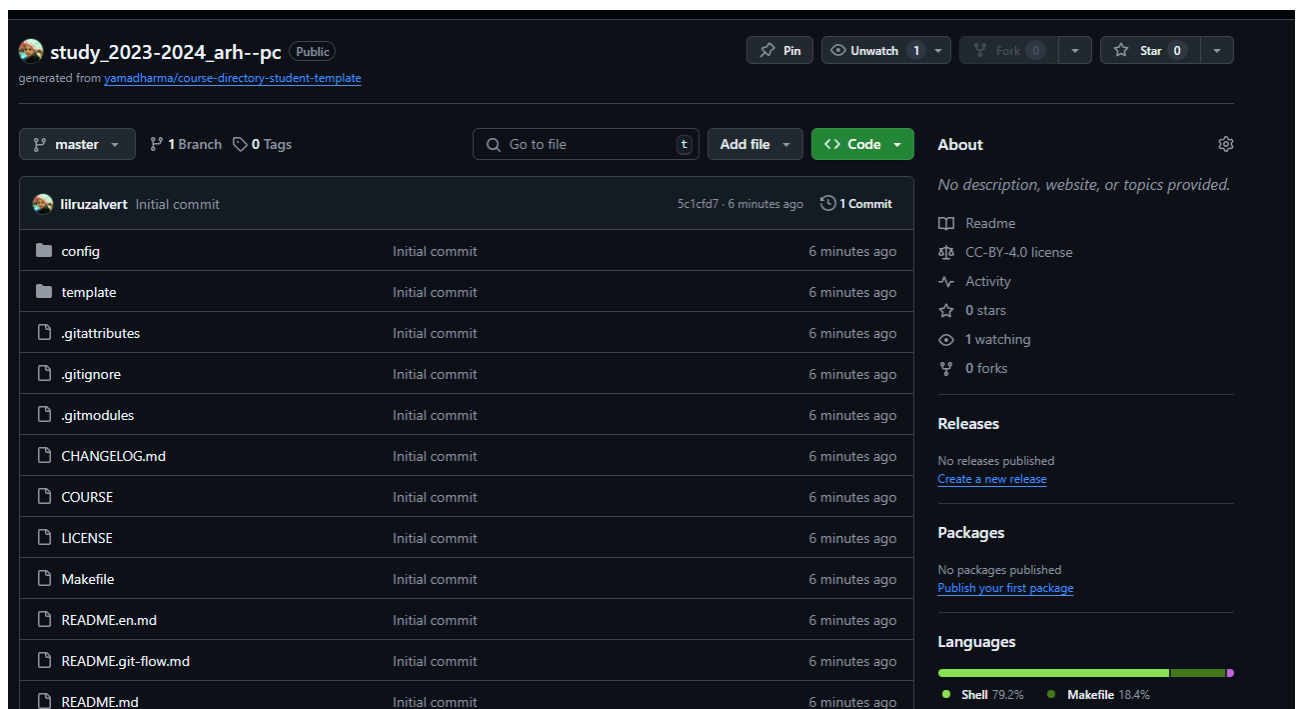 study_2023-2024_arh--pc Public Pin Unwatch 1 Fork 0 Star 0
generated from yamadharma/course-directory-student-template
master 1 Branch 0 Tags Go to file t Add file Code
lilruzalvert Initial commit 5c1cfd7 · 6 minutes ago 1 Commit
config Initial commit 6 minutes ago
template Initial commit 6 minutes ago
.gitattributes Initial commit 6 minutes ago
.gitignore Initial commit 6 minutes ago
.gitmodules Initial commit 6 minutes ago
CHANGELOG.md Initial commit 6 minutes ago
COURSE Initial commit 6 minutes ago
LICENSE Initial commit 6 minutes ago
Makefile Initial commit 6 minutes ago
README.en.md Initial commit 6 minutes ago
README.git-flow.md Initial commit 6 minutes ago
README.md Initial commit 6 minutes ago
About
No description, website, or topics provided.
Readme
CC-BY-4.0 license
Activity
0 stars
1 watching
0 forks
Releases
No releases published
Create a new release
Packages
No packages published
Publish your first package
Languages
Shell 79.2% Makefile 18.4%